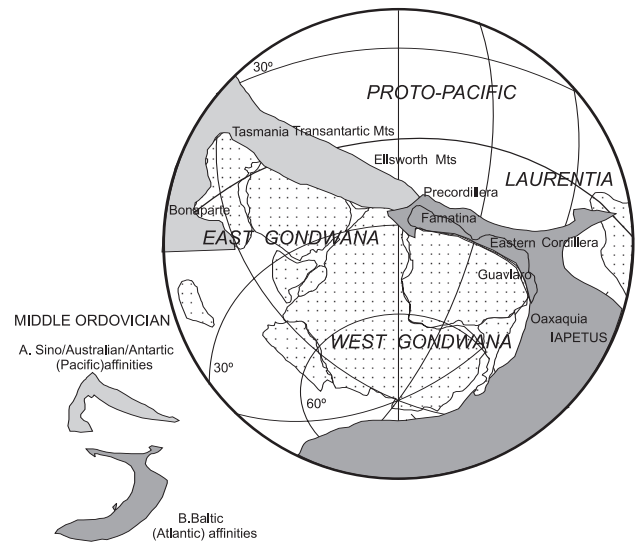 30º
PROTO-PACIFIC
Tasmania Transantartic Mts
Ellsworth Mts
LAURENTIA
Precordillera
Bonaparte
Famatina
EAST GONDWANA
Eastern Cordillera
Guavlaro
MIDDLE ORDOVICIAN
Oaxaquia
IAPETUS
WEST GONDWANA
A. Sino/Australian/Antartic
(Pacific)affinities
30º
60º
B.Baltic
(Atlantic) affinities